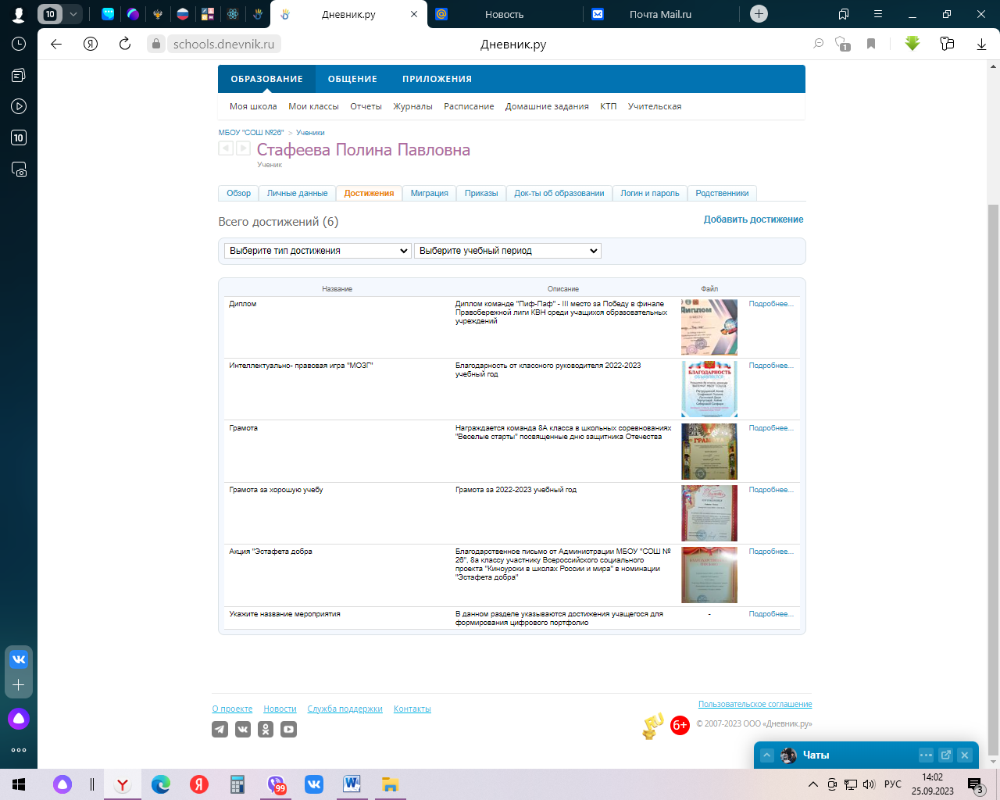 10
Дневник.ру
Новость
Почта Mail.ru
schools.dnevnik.ru
Дневник.ру
1
10
ОБРАЗОВАНИЕ ОБЩЕНИЕ ПРИЛОЖЕНИЯ
Моя школа Мои классы Отчеты Журналы Расписание Домашние задания КТП Учительская
МБОУ "СОШ №26" > Ученики
Стафеева Полина Павловна
Ученик
Обзор Личные данные Достижения Миграция Приказы Док-ты об образовании Логин и пароль Родственники
Всего достижений (6)
Добавить достижение
Выберите тип достижения Выберите учебный период
Название Описание Файл
Диплом
Диплом команде "Пиф-Паф" - III место за Победу в финале
Правобережной лиги КВН среди учащихся образовательных
учреждений
Диплом
Подробнее...
Интеллектуально- правовая игра "МОЗГ"
Благодарность от классного руководителя 2022-2023
учебный год
БЛАГОДАРНОСТЬ
Подробнее...
Грамота
Награждается команда 8А класса в школьных соревнованиях
"Веселые старты" посвященные дню защитника Отечества
Подробнее...
Грамота за хорошую учебу
Грамота за 2022-2023 учебный год
Подробнее...
Акция "Эстафета добра
Благодарственное письмо от Администрации МБОУ "СОШ №
26", 8а классу участнику Всероссийского социального
проекта "Киноуроки в школах России и мира" в номинации
"Эстафета добра"
Подробнее...
Укажите название мероприятия
В данном разделе указываются достижения учащегося для
формирования цифрового портфолио
-
Подробнее...
О проекте Новости Служба поддержки Контакты
Пользовательское соглашение
6+
© 2007-2023 ООО «Дневник.ру»
Чаты
99
РУС
14:02
25.09.2023
3